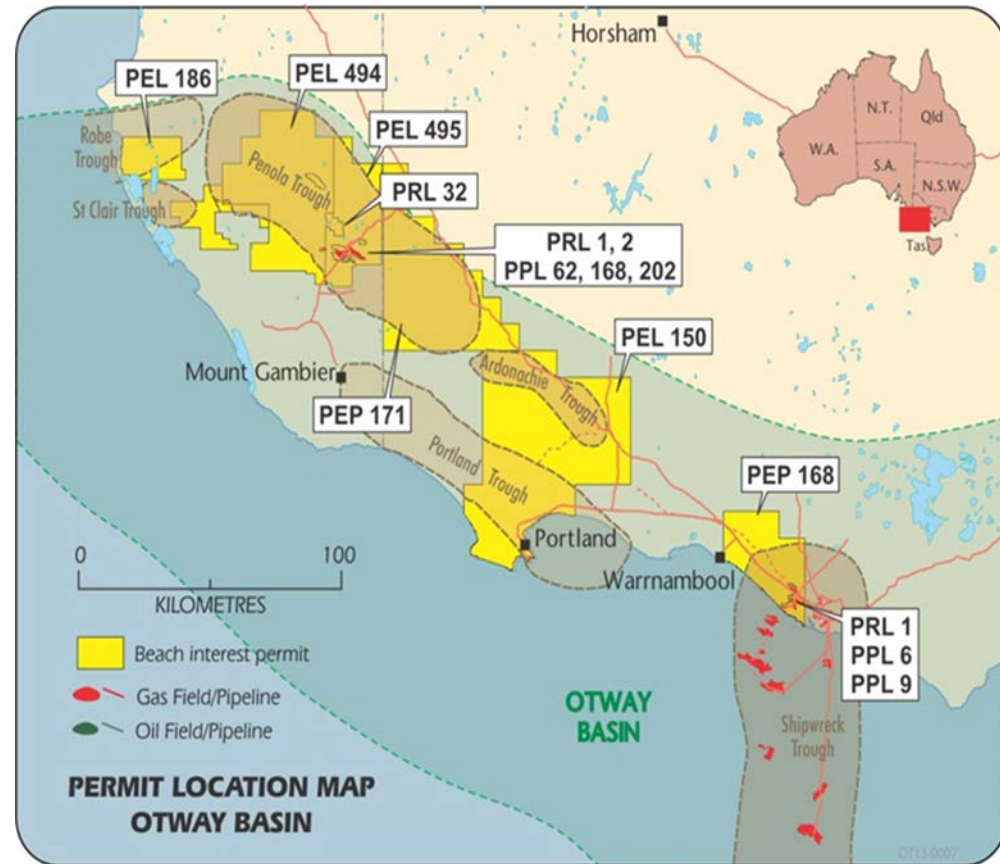 Horsham
PEL 186
PEL 494
PEL 495
PRL 32
PRL 1, 2
PPL 62, 168, 202
Robe
Trough
Penola Trough
St Clair Trough
W.A.
N.T.
Qld
S.A.
N.S.W.
Tas.
PEL 150
Mount Gambier
PEP 171
Ardonachie Trough
Portland Trough
PEP 168
Portland
Warrnambool
0 100
KILOMETRES
PRL 1
PPL 6
PPL 9
Beach interest permit
Gas Field/Pipeline
Oil Field/Pipeline
OTWAY
BASIN
Shipwreck
Trough
PERMIT LOCATION MAP
OTWAY BASIN
OT13-0007